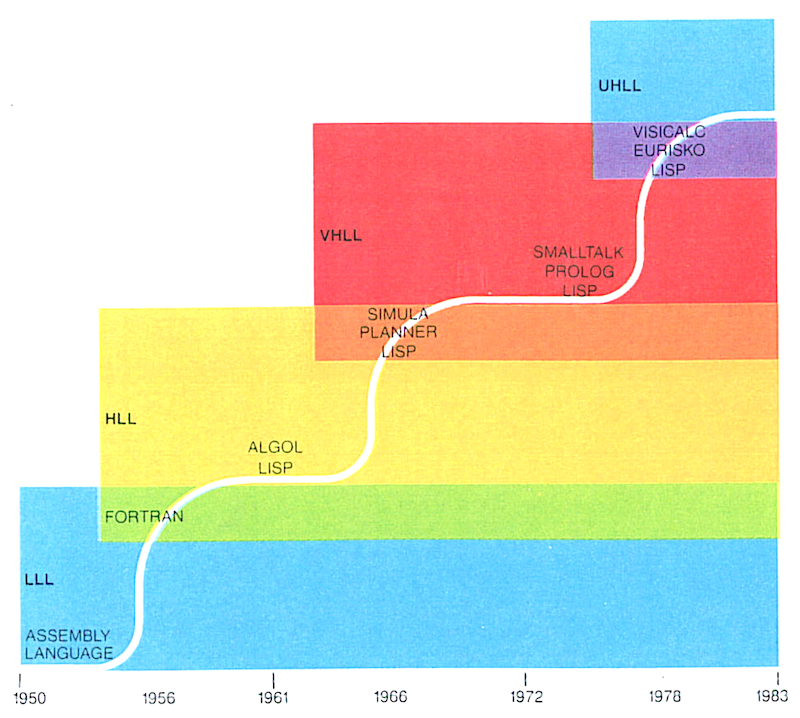 UHLL
VISICALC
EURISKO
LISP
VHLL
SMALLTALK
PROLOG
LISP
SIMULA
PLANNER
LISP
HLL
ALGOL
LISP
FORTRAN
LLL
ASSEMBLY
LANGUAGE
1950 1956 1961 1966 1972 1978 1983